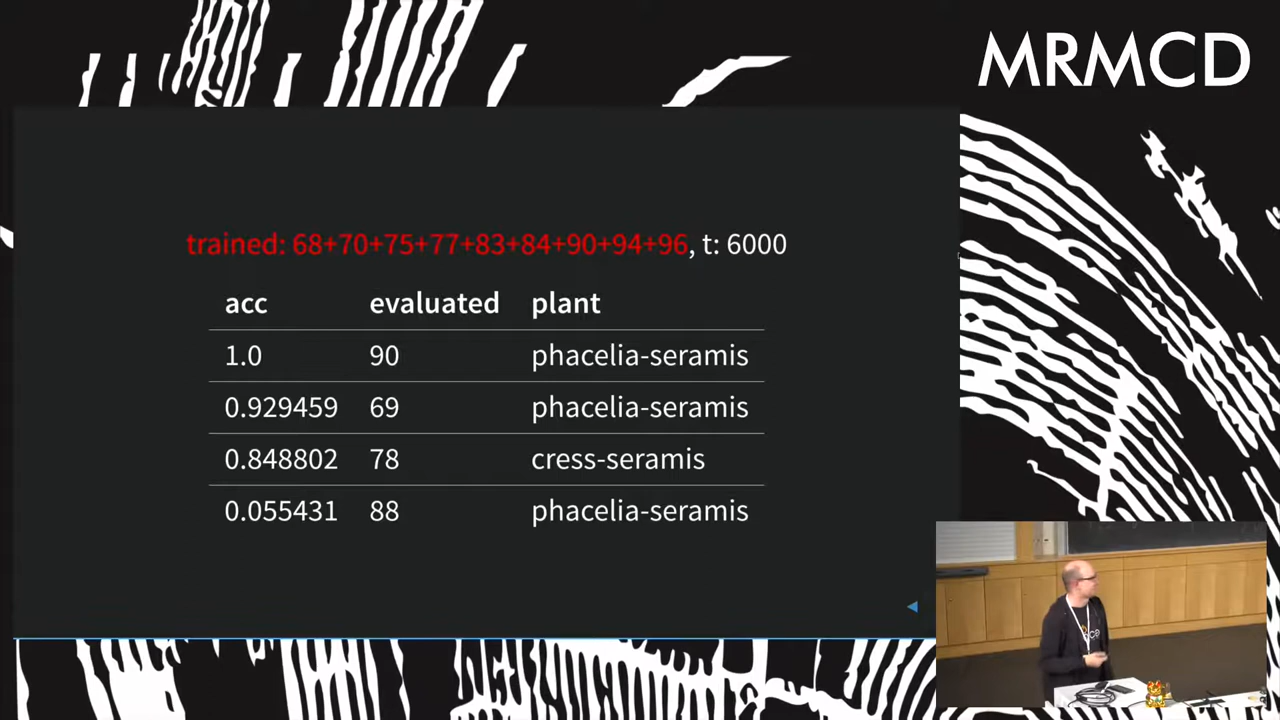 MRMCD
trained: 68+70+75+77+83+84+90+94+96, t: 6000
acc evaluated plant
1.0 90 phacelia-seramis
0.929459 69 phacelia-seramis
0.848802 78 cress-seramis
0.055431 88 phacelia-seramis